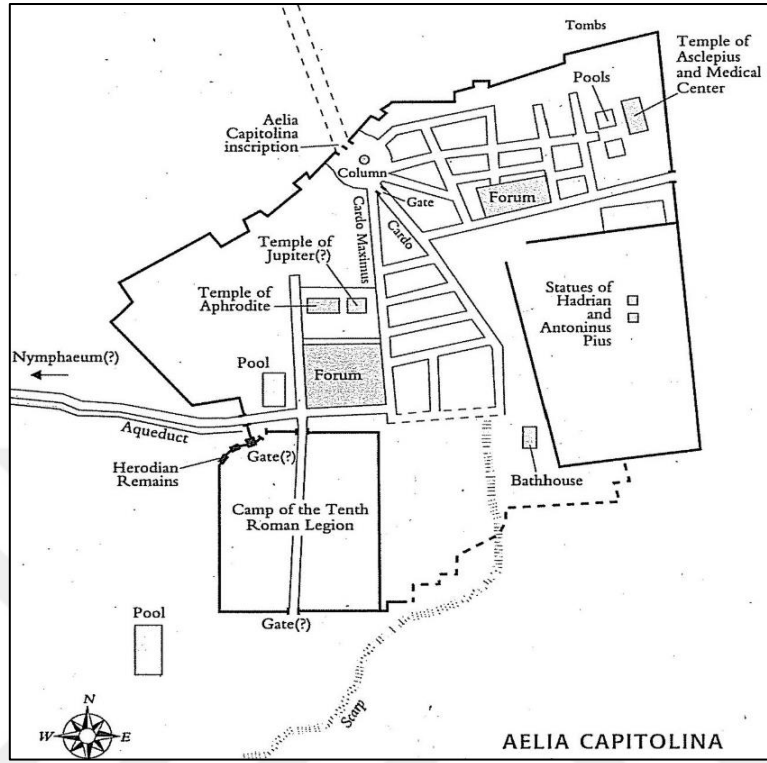 Tombs
Temple of
Asclepius
and Medical
Center
Pools
Aelia
Capitolina
inscription
Column
Gate
Forum
Cardo Maximus
Cardo
Temple of
Jupiter(?)
Temple of
Aphrodite
Statues of
Hadrian
and
Antoninus
Pius
Nymphaeum(?)
Pool
Forum
Aqueduct
Herodian
Remains
Gate(?)
Bathhouse
Camp of the Tenth
Roman Legion
Gate(?)
Pool
Scarp
N
W
E
AELIA CAPITOLINA